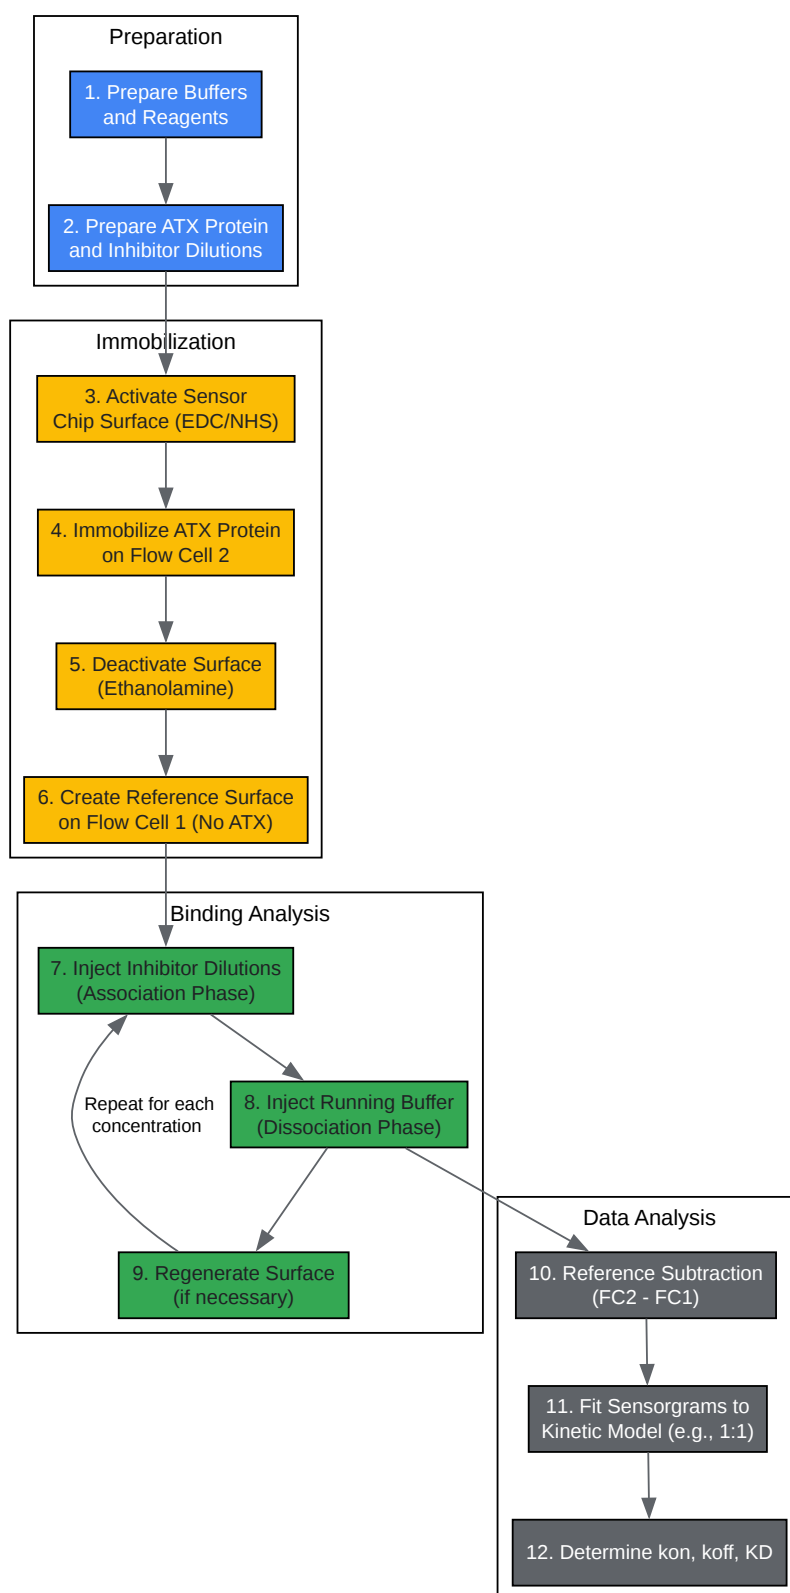 Preparation
1. Prepare Buffers
and Reagents
2. Prepare ATX Protein
and Inhibitor Dilutions
Immobilization
3. Activate Sensor
Chip Surface (EDC/NHS)
4. Immobilize ATX Protein
on Flow Cell 2
5. Deactivate Surface
(Ethanolamine)
6. Create Reference Surface
on Flow Cell 1 (No ATX)
Binding Analysis
7. Inject Inhibitor Dilutions
(Association Phase)
Repeat for each
concentration
8. Inject Running Buffer
(Dissociation Phase)
9. Regenerate Surface
(if necessary)
Data Analysis
10. Reference Subtraction
(FC2 - FC1)
11. Fit Sensorgrams to
Kinetic Model (e.g., 1:1)
12. Determine kon, koff, KD